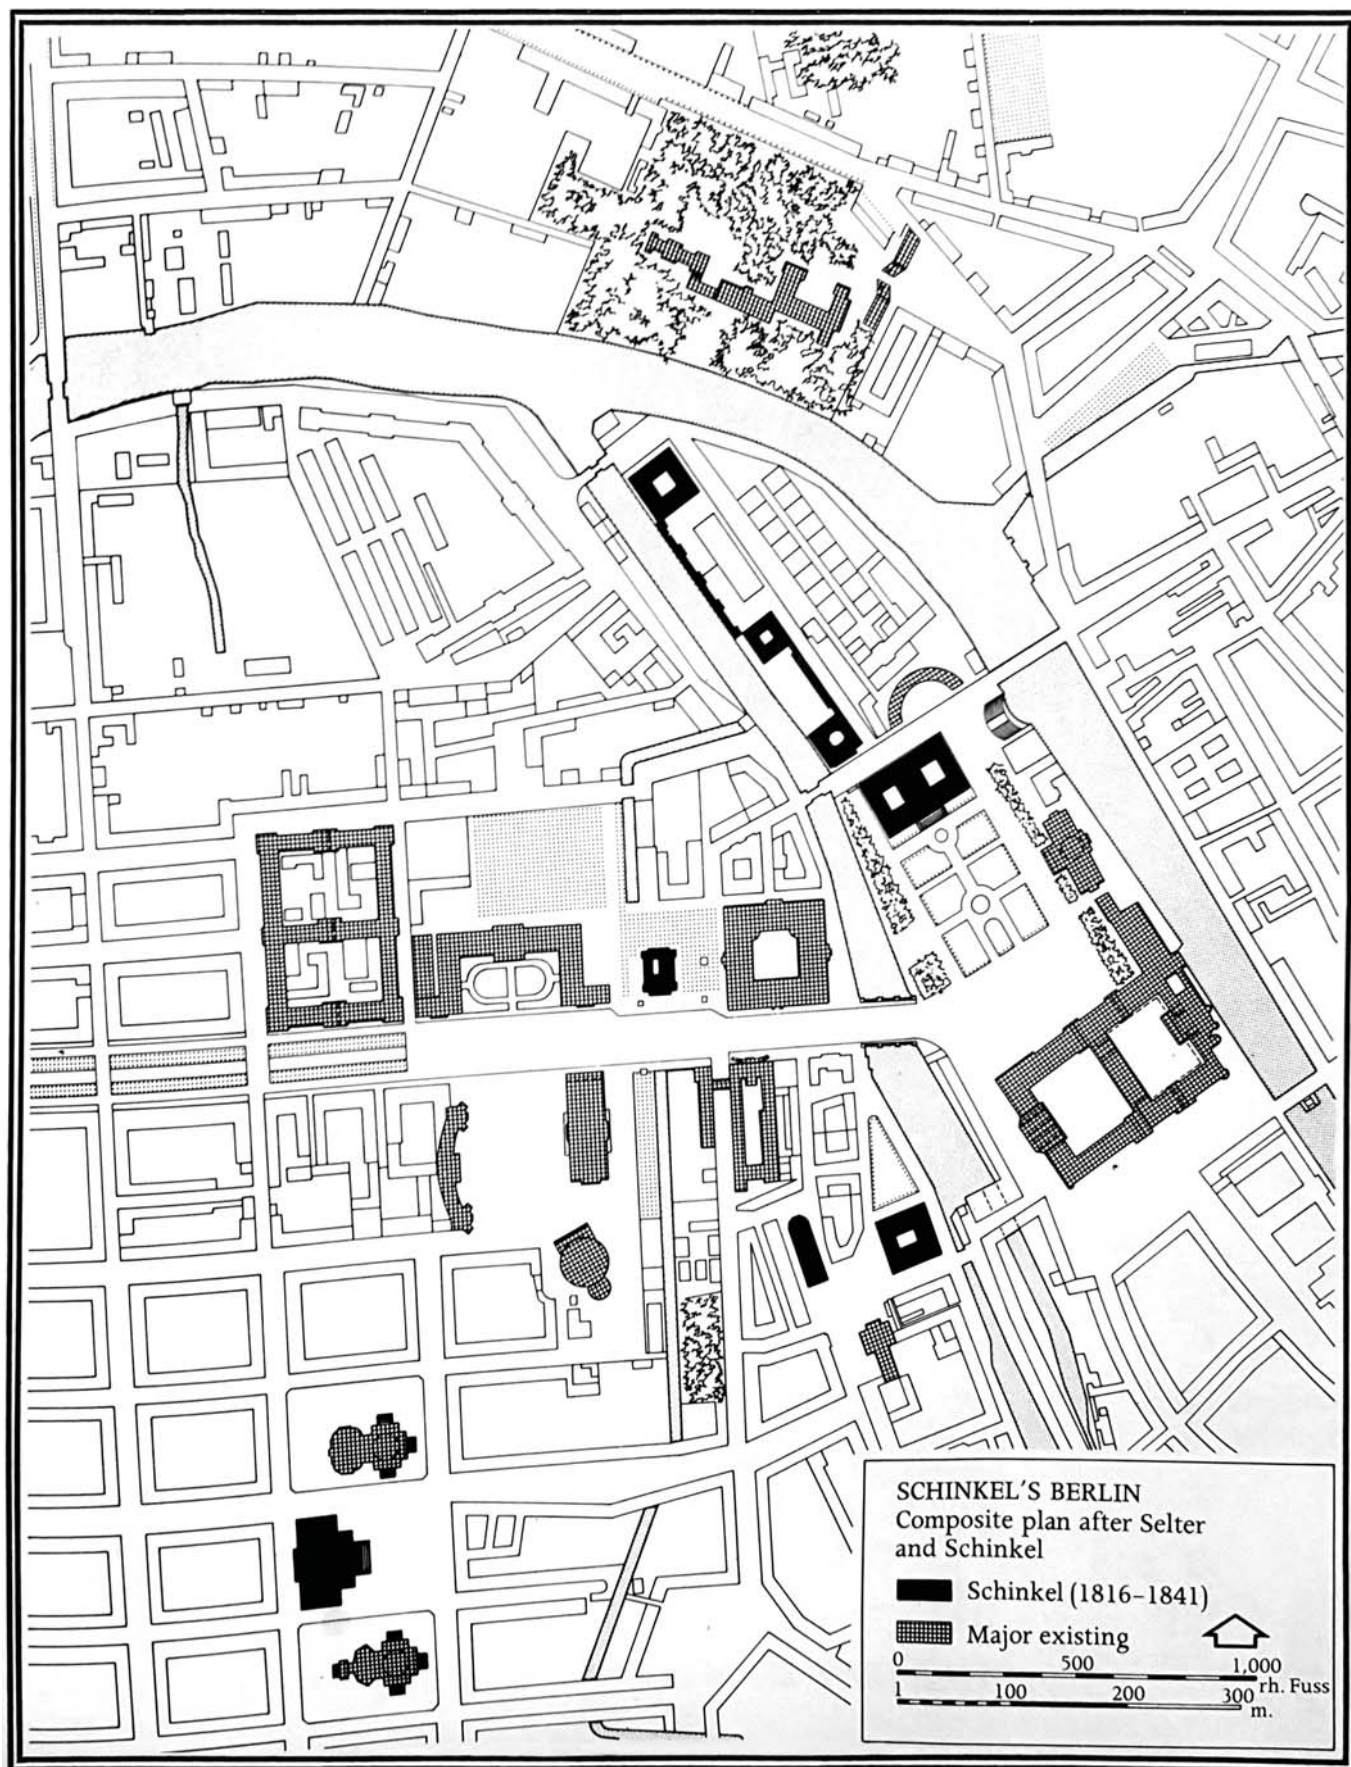 SCHINKEL'S BERLIN
Composite plan after Selter
and Schinkel
Schinkel (1816–1841)
Major existing
0 500 1,000
rh. Fuss
1 100 200 300
m.